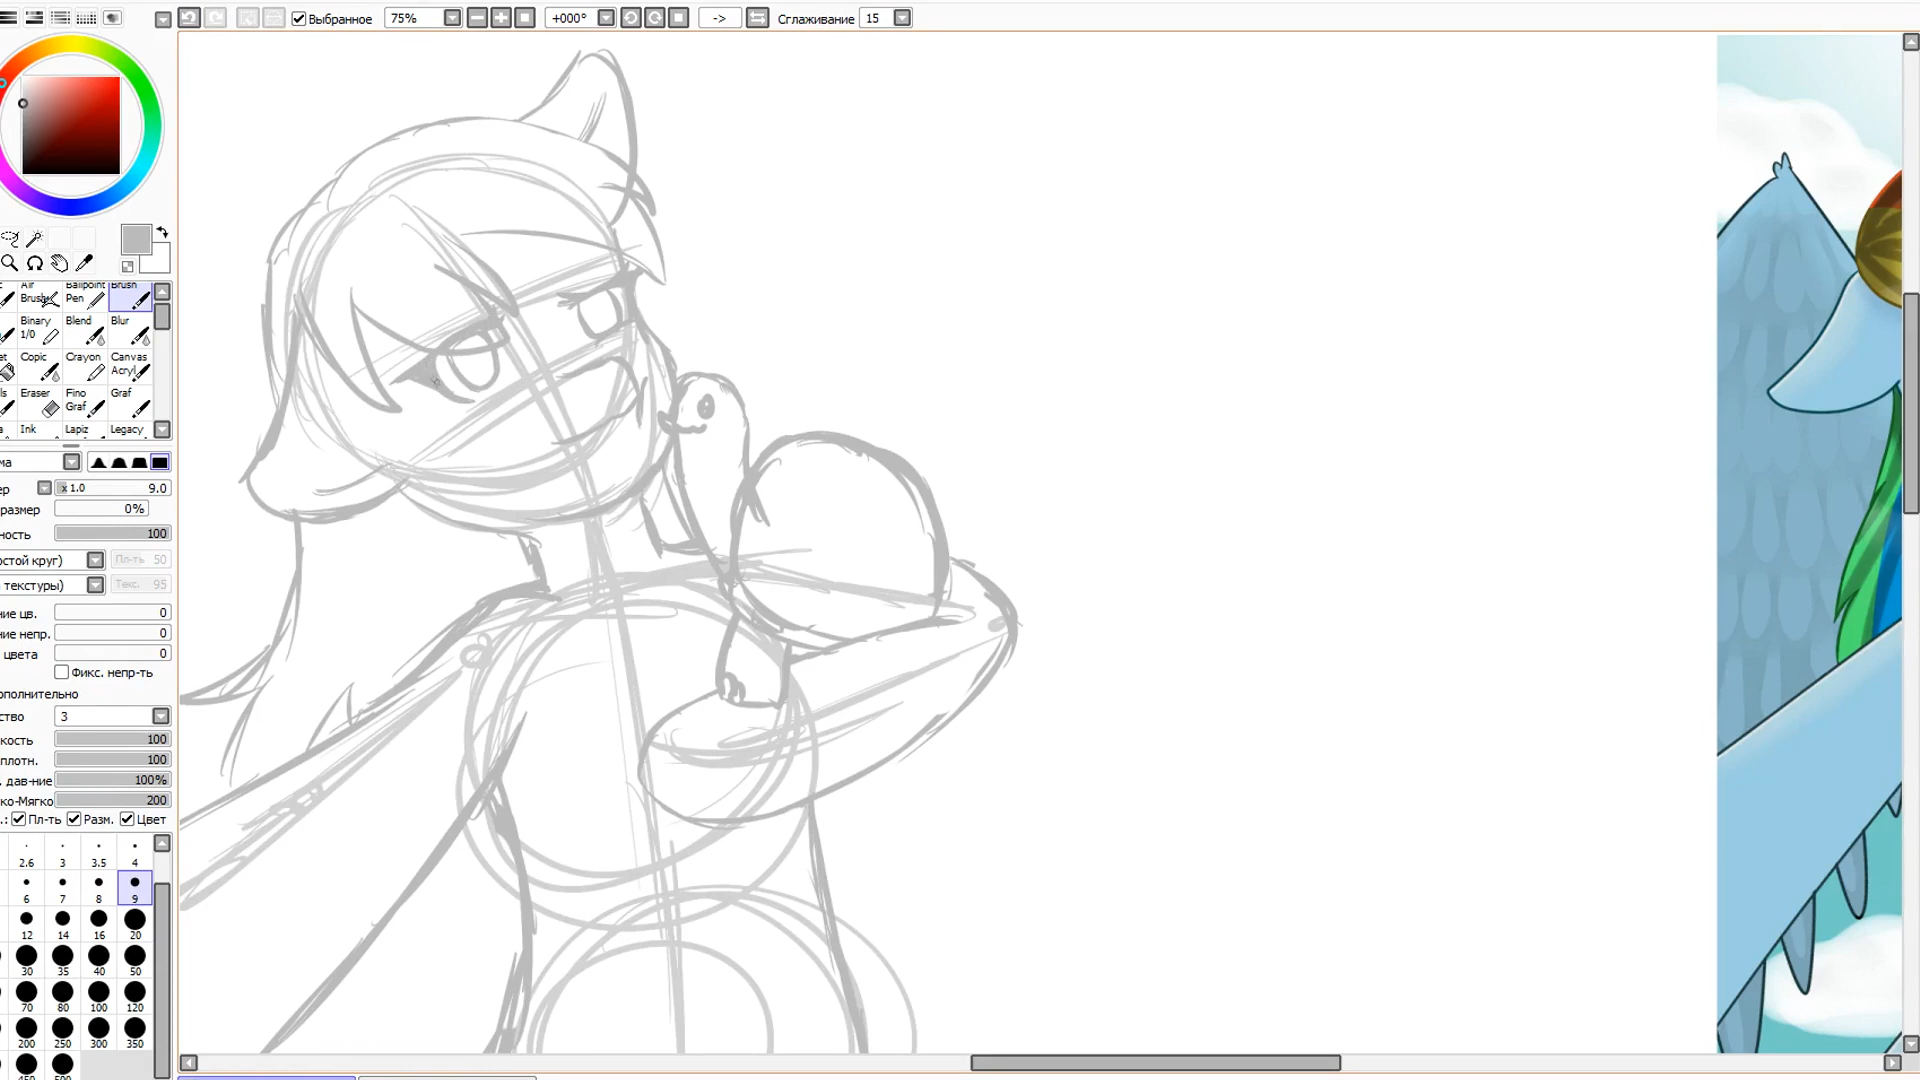 Выбранное 75% +000° -> Сглаживание 15
Air Ballpoint Brush
Brush Pen
Binary Blend Blur
1/0
et Copic Crayon Canvas
Acryl
ls Eraser Fino Graf
Graf
a Ink Lapiz Legacy
ма
ер x 1.0 9.0
размер 0%
ность 100
остой круг) Пл-ть 50
текстуры) Текс. 95
ние цв. 0
ние непр. 0
цвета 0
Фикс. непр-ть
ополнительно
ство 3
кость 100
плотн. 100
. дав-ние 100%
ко-Мягко 200
.: Пл-ть Разм. Цвет
2.6 3 3.5 4
6 7 8 9
12 14 16 20
30 35 40 50
70 80 100 120
200 250 300 350
450 500